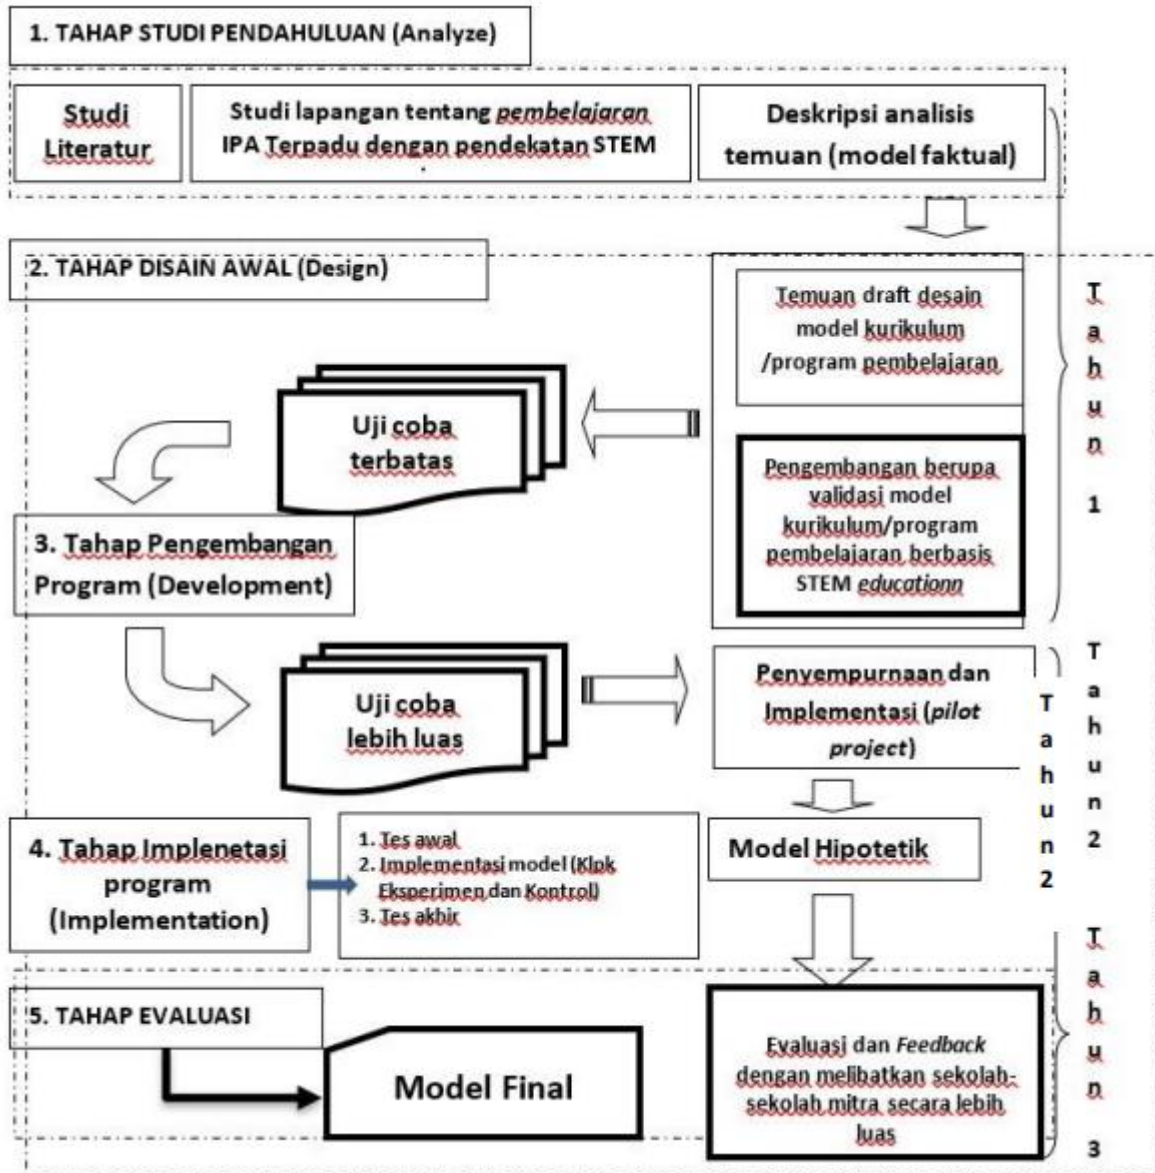 1. TAHAP STUDI PENDAHULUAN (Analyze)
Studi
Literatur
Studi lapangan tentang pembelajaran
IPA Terpadu dengan pendekatan STEM
Deskripsi analisis
temuan (model faktual)
2. TAHAP DISAIN AWAL (Design)
Temuan draft desain
model kurikulum
/program pembelajaran
Uji coba
terbatas
Pengembangan berupa
validasi model
kurikulum/program
pembelajaran berbasis
STEM educationn
Tahun 1
3. Tahap Pengembangan
Program (Development)
Uji coba
lebih luas
Penyempurnaan dan
Implementasi (pilot
project)
Tahun 2
Tahun 2
4. Tahap Implenetasi
program
(Implementation)
1. Tes awal
2. Implementasi model (Klpk
Eksperimen dan Kontrol)
3. Tes akhir
Model Hipotetik
5. TAHAP EVALUASI
Model Final
Evaluasi dan Feedback
dengan melibatkan sekolah-
sekolah mitra secara lebih
luas
Tahun 3